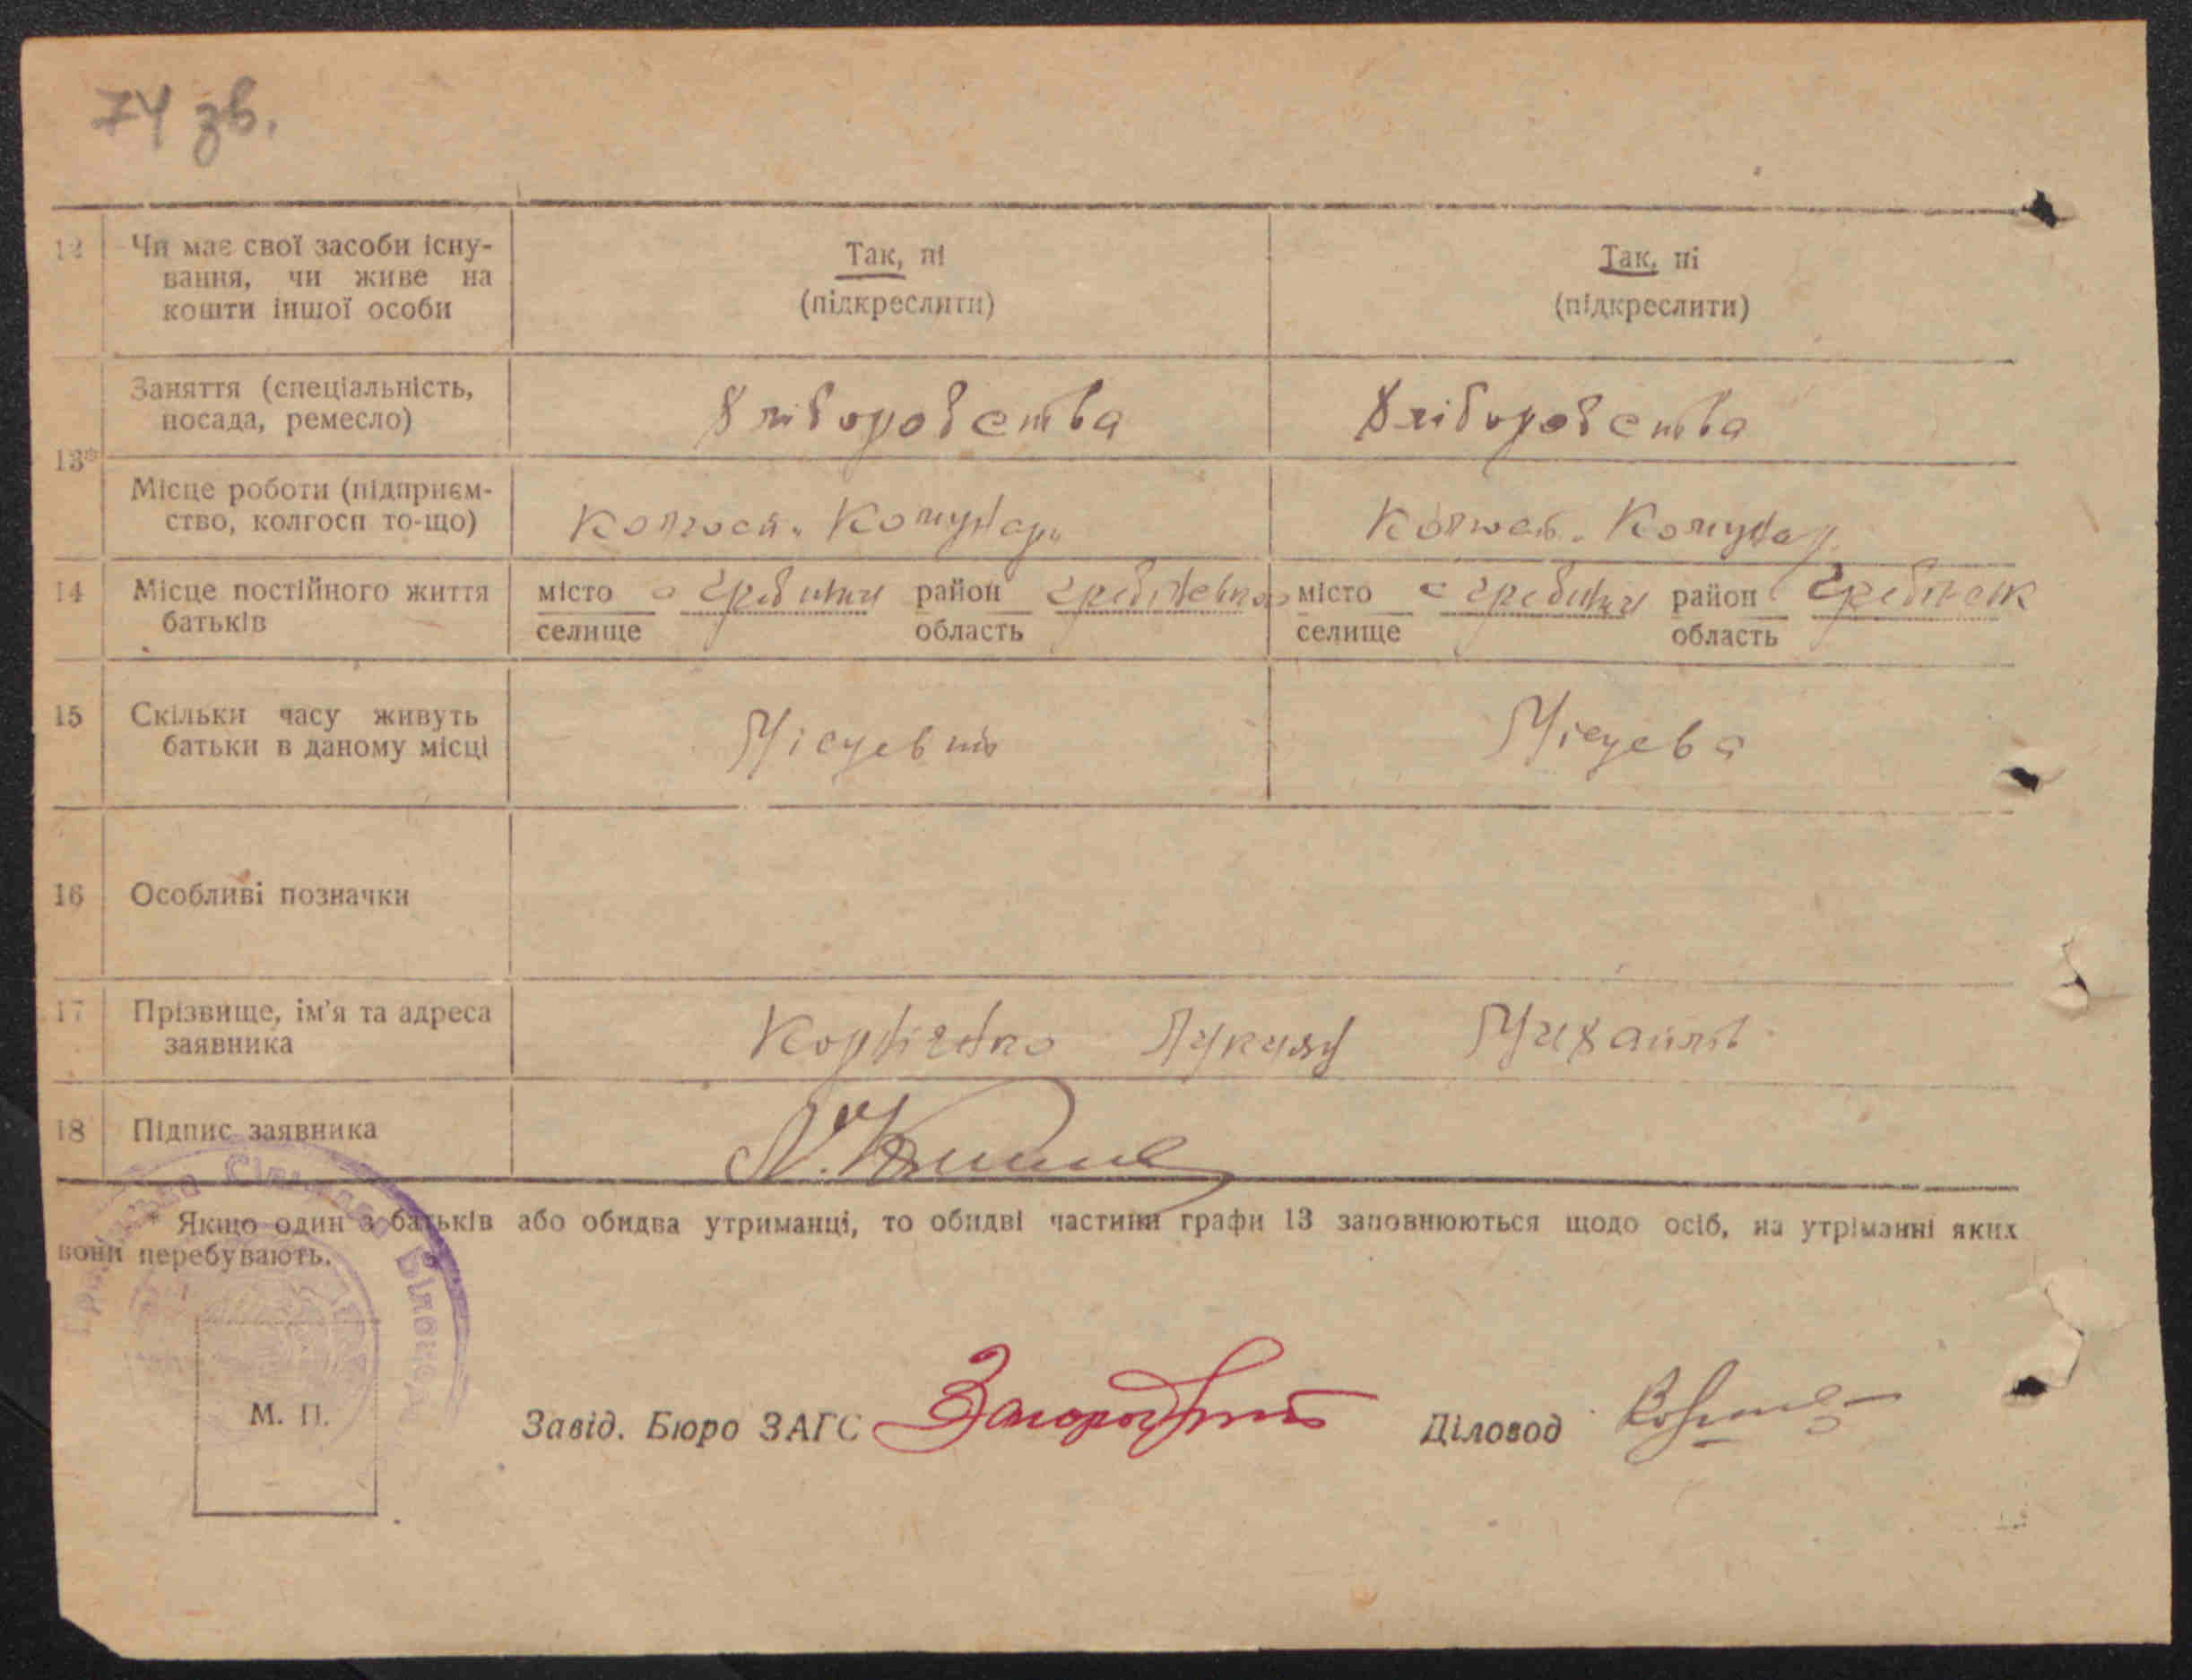 74 зв.
12 Чи має свої засоби існу-
вання, чи живе на
кошти іншої особи
Так, ні
(підкреслити)
Так, ні
(підкреслити)
13*
Заняття (спеціальність,
посада, ремесло)
Хліборобства
Хліборобства
Місце роботи (підприєм-
ство, колгосп то-що)
Колгосп „Комунар„
Комунар
14 Місце постійного життя
батьків
місто с Гребінки район
селище область
місто с Гребінки район Гребінськ
селище область
15 Скільки часу живуть
батьки в даному місці
Місцева
16 Особливі позначки
17 Прізвище, ім'я та адреса
заявника
Михайлів
18 Підпис заявника
* Якщо один з батьків або обидва утриманці, то обидві частини графи 13 заповнюються щодо осіб, на утріманні яких
вони перебувають.
М. П.
Завід. Бюро ЗАГС
Діловод